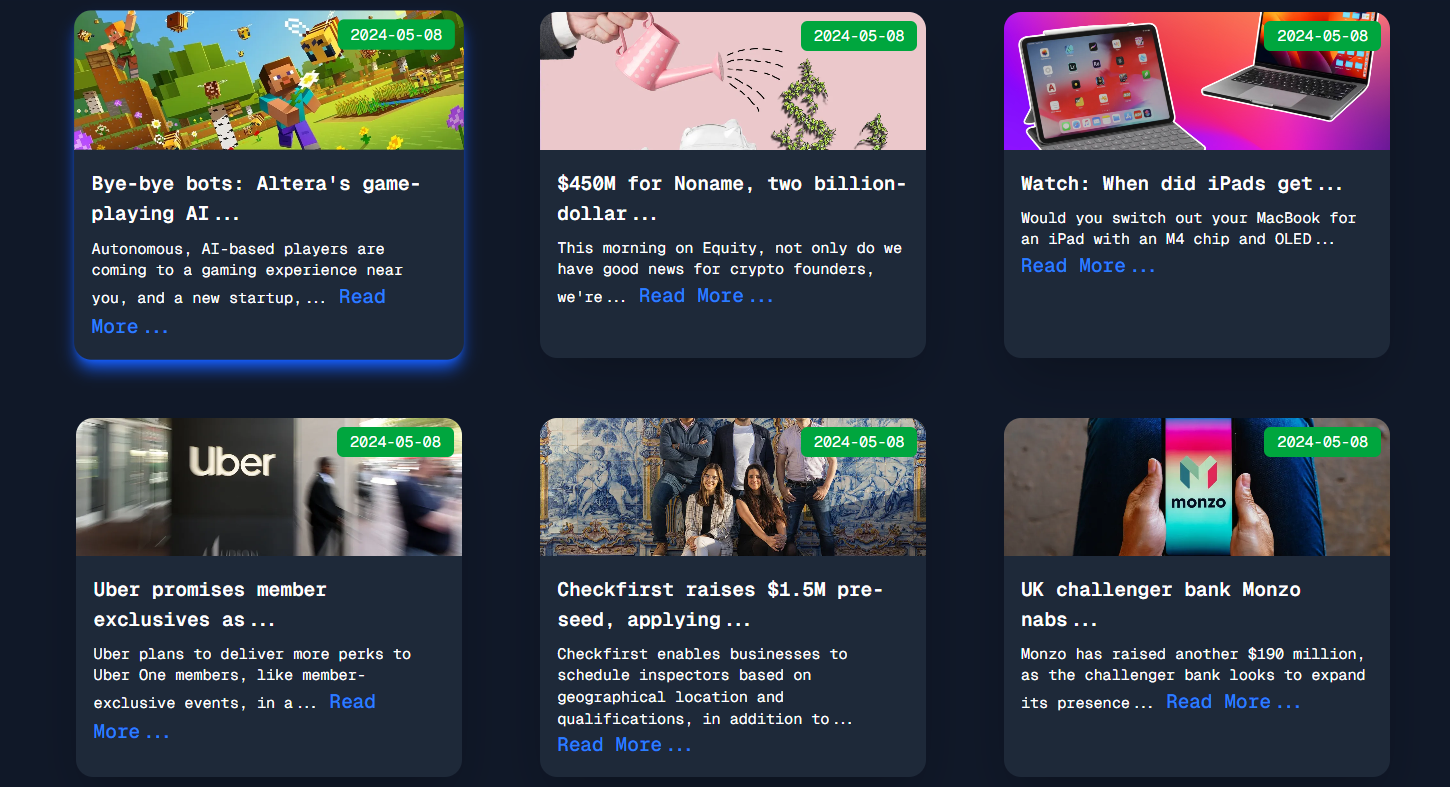 2024-05-08
Bye-bye bots: Altera's game-
playing AI...
Autonomous, AI-based players are
coming to a gaming experience near
you, and a new startup,... Read
More...
2024-05-08
$450M for Noname, two billion-
dollar...
This morning on Equity, not only do we
have good news for crypto founders,
we're... Read More...
2024-05-08
Watch: When did iPads get...
Would you switch out your MacBook for
an iPad with an M4 chip and OLED...
Read More...
2024-05-08
Uber
Uber promises member
exclusives as...
Uber plans to deliver more perks to
Uber One members, like member-
exclusive events, in a... Read
More...
2024-05-08
Checkfirst raises $1.5M pre-
seed, applying...
Checkfirst enables businesses to
schedule inspectors based on
geographical location and
qualifications, in addition to...
Read More...
2024-05-08
monzo
UK challenger bank Monzo
nabs...
Monzo has raised another $190 million,
as the challenger bank looks to expand
its presence... Read More...